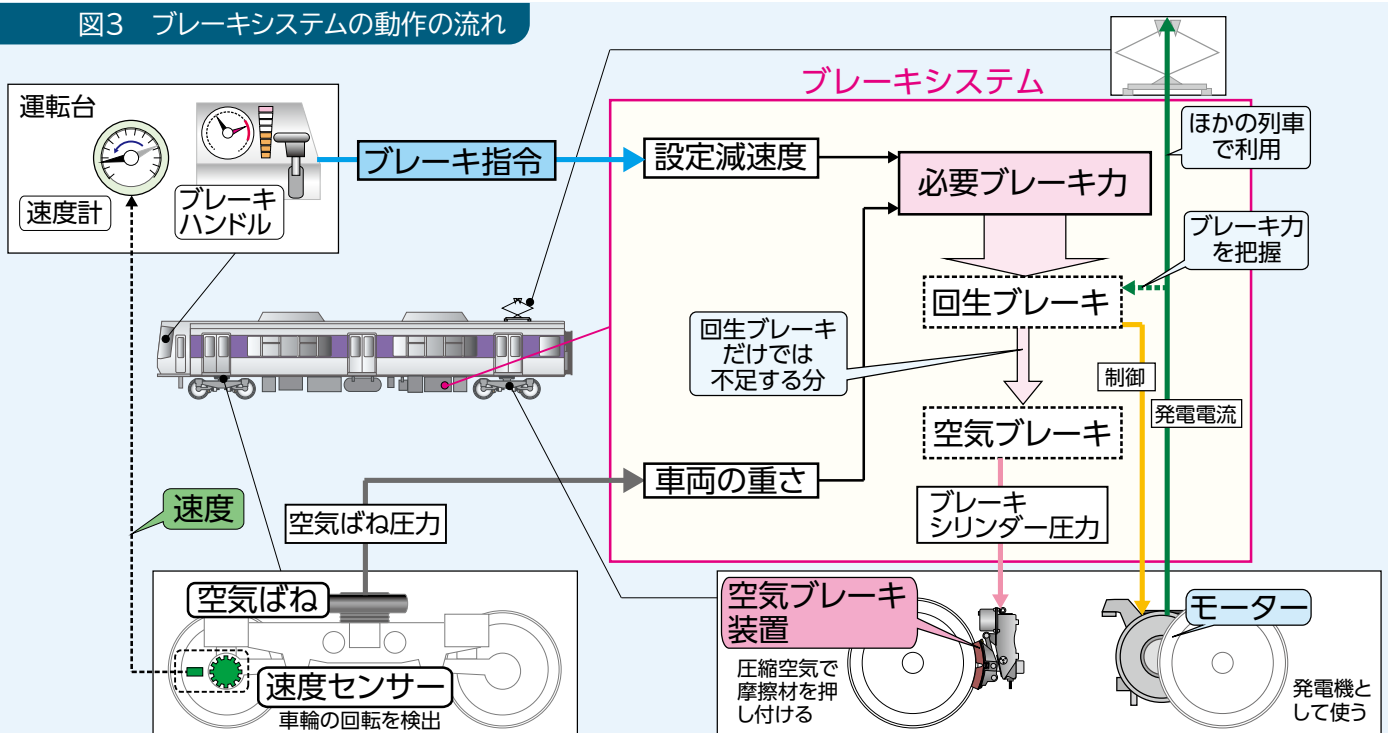 図3 ブレーキシステムの動作の流れ
運転台
速度計
ブレーキ
ハンドル
ブレーキ指令
ブレーキシステム
設定減速度
必要ブレーキ力
ほかの列車
で利用
ブレーキ力
を把握
回生ブレーキ
回生ブレーキ
だけでは
不足する分
制御
発電電流
空気ブレーキ
車両の重さ
ブレーキ
シリンダー圧力
速度
空気ばね圧力
空気ばね
速度センサー
車輪の回転を検出
空気ブレーキ
装置
圧縮空気で
摩擦材を押
し付ける
モーター
発電機と
して使う